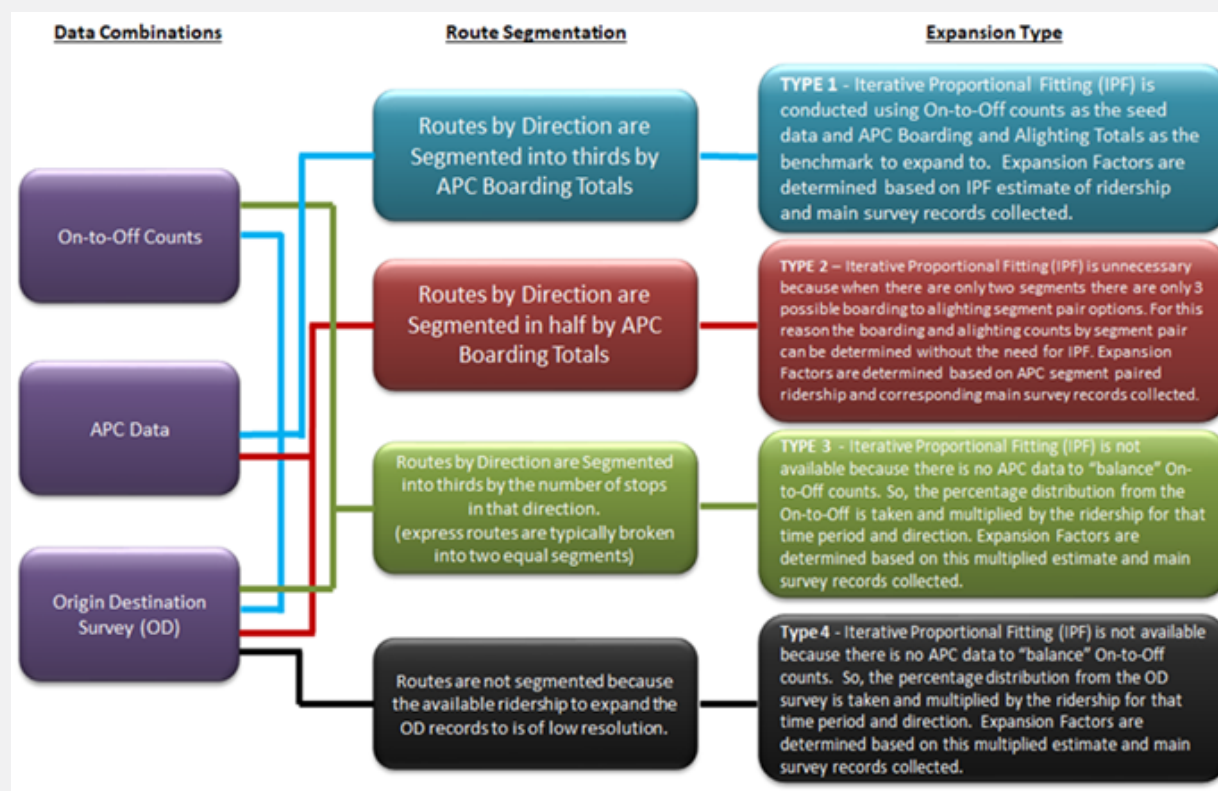 Data Combinations
Route Segmentation
Expansion Type
On-to-Off Counts
APC Data
Origin Destination
Survey (OD)
Routes by Direction are
Segmented into thirds by
APC Boarding Totals
Routes by Direction are
Segmented in half by APC
Boarding Totals
Routes by Direction are Segmented
into thirds by the number of stops
in that direction.
(express routes are typically broken
into two equal segments)
Routes are not segmented because
the available ridership to expand the
OD records to is of low resolution.
TYPE 1 - Iterative Proportional Fitting (IPF) is
conducted using On-to-Off counts as the seed
data and APC Boarding and Alighting Totals as the
benchmark to expand to. Expansion Factors are
determined based on IPF estimate of ridership
and main survey records collected.
TYPE 2 – Iterative Proportional Fitting (IPF) is unnecessary
because when there are only two segments there are only 3
possible boarding to alighting segment pair options. For this
reason the boarding and alighting counts by segment pair
can be determined without the need for IPF. Expansion
Factors are determined based on APC segment paired
ridership and corresponding main survey records collected.
TYPE 3 - Iterative Proportional Fitting (IPF) is not
available because there is no APC data to “balance” On-
to-Off counts. So, the percentage distribution from the
On-to-Off is taken and multiplied by the ridership for that
time period and direction. Expansion Factors are
determined based on this multiplied estimate and main
survey records collected.
Type 4 - Iterative Proportional Fitting (IPF) is not available
because there is no APC data to “balance” On-to-Off
counts. So, the percentage distribution from the OD
survey is taken and multiplied by the ridership for that
time period and direction. Expansion Factors are
determined based on this multiplied estimate and main
survey records collected.